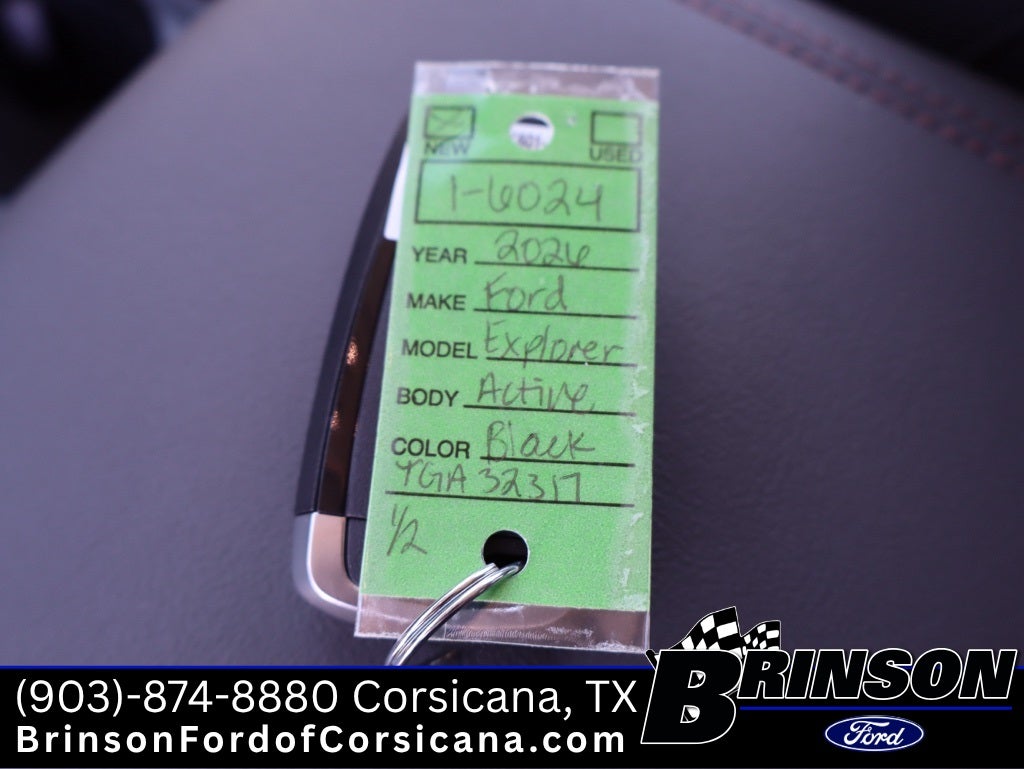 NEW USED
1-6024
YEAR 2026
MAKE Ford
MODEL Explorer
BODY Active
COLOR Black
TGA 32317
1/2
(903)-874-8880 Corsicana, TX
BrinsonFordofCorsicana.com
BRINSON
Ford